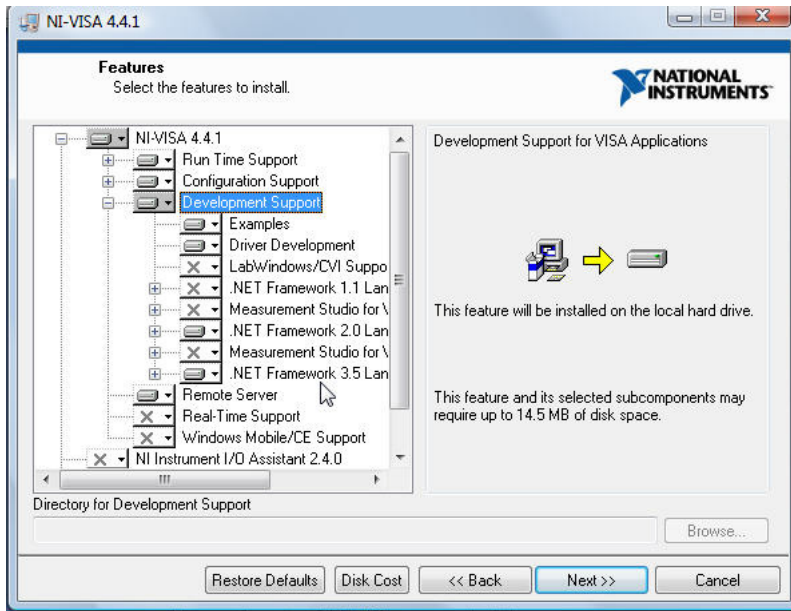 NI-VISA 4.4.1
Features
Select the features to install.
NATIONAL
INSTRUMENTS
NI-VISA 4.4.1
Run Time Support
Configuration Support
Development Support
Examples
Driver Development
LabWindows/CVI Suppo
.NET Framework 1.1 Lan
Measurement Studio for \
.NET Framework 2.0 Lan
Measurement Studio for \
.NET Framework 3.5 Lan
Remote Server
Real-Time Support
Windows Mobile/CE Support
NI Instrument I/O Assistant 2.4.0
Development Support for VISA Applications
This feature will be installed on the local hard drive.
This feature and its selected subcomponents may
require up to 14.5 MB of disk space.
Directory for Development Support
Browse...
Restore Defaults Disk Cost << Back Next >> Cancel